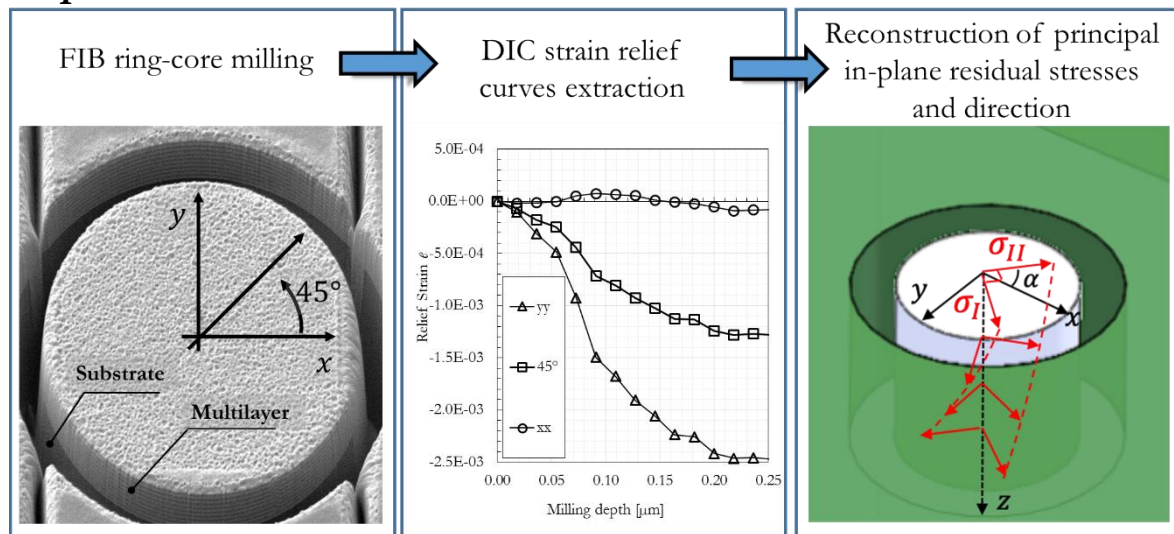 FIB ring-core milling
y
45°
x
Substrate
Multilayer
DIC strain relief
curves extraction
5.0E-04
0.0E+00
-5.0E-04
-1.0E-03
-1.5E-03
-2.0E-03
-2.5E-03
Relief Strain e
yy
45°
xx
0.00
0.05
0.10
0.15
0.20
0.25
Milling depth [μm]
Reconstruction of principal
in-plane residual stresses
and direction
σII
α
y
σI
x
z